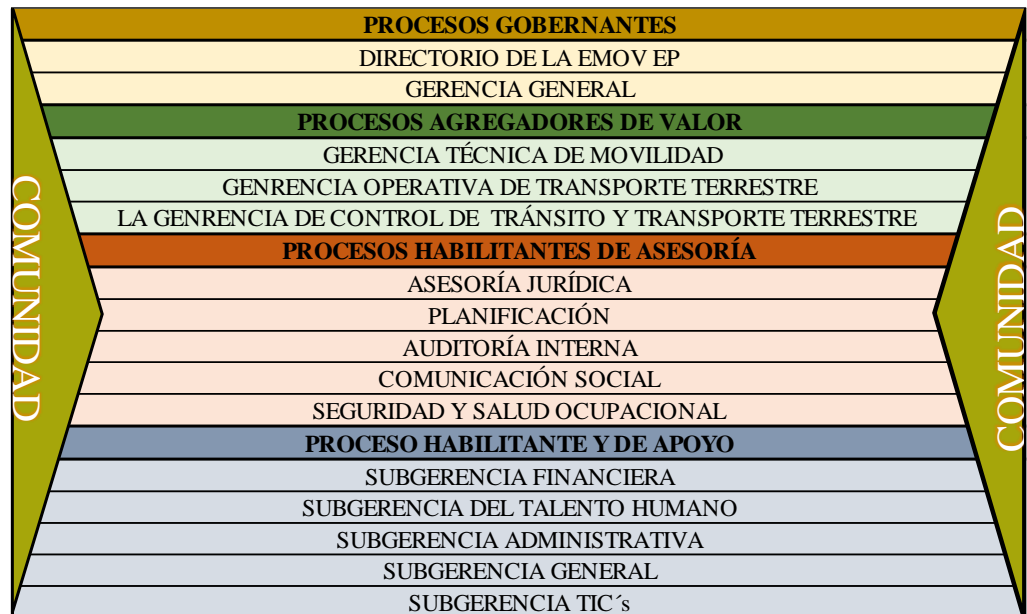 PROCESOS GOBERNANTES
DIRECTORIO DE LA EMOV EP
GERENCIA GENERAL
PROCESOS AGREGADORES DE VALOR
GERENCIA TÉCNICA DE MOVILIDAD
GENRENCIA OPERATIVA DE TRANSPORTE TERRESTRE
LA GENRENCIA DE CONTROL DE TRÁNSITO Y TRANSPORTE TERRESTRE
PROCESOS HABILITANTES DE ASESORÍA
ASESORÍA JURÍDICA
PLANIFICACIÓN
AUDITORÍA INTERNA
COMUNICACIÓN SOCIAL
SEGURIDAD Y SALUD OCUPACIONAL
PROCESO HABILITANTE Y DE APOYO
SUBGERENCIA FINANCIERA
SUBGERENCIA DEL TALENTO HUMANO
SUBGERENCIA ADMINISTRATIVA
SUBGERENCIA GENERAL
SUBGERENCIA TIC´s
COMUNIDAD
COMUNIDAD